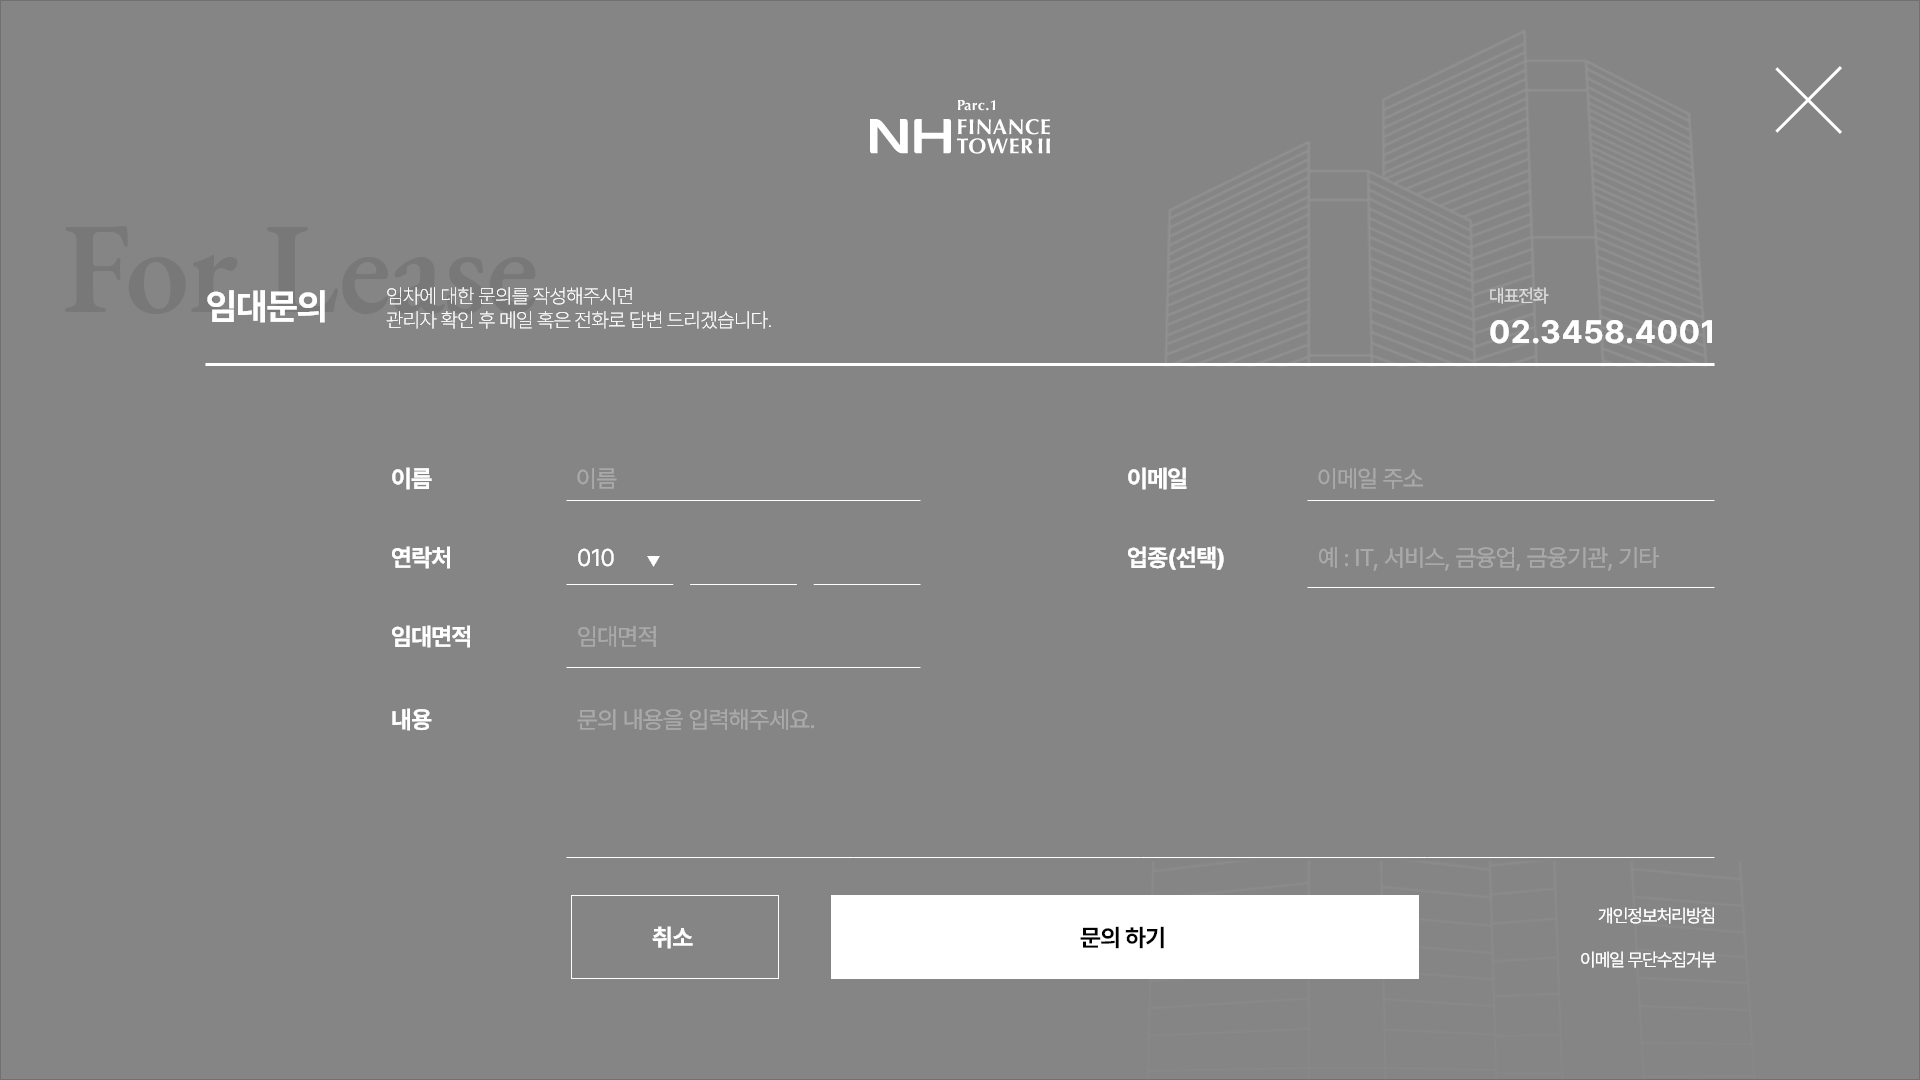 Parc.1
NH FINANCE
TOWER II
For Lease
임대문의
임차에 대한 문의를 작성해주시면
관리자 확인 후 메일 혹은 전화로 답변 드리겠습니다.
대표전화
02.3458.4001
이름 이름
이메일 이메일 주소
연락처 010 ▼
업종(선택) 예 : IT, 서비스, 금융업, 금융기관, 기타
임대면적 임대면적
내용 문의 내용을 입력해주세요.
취소
문의 하기
개인정보처리방침
이메일 무단수집거부